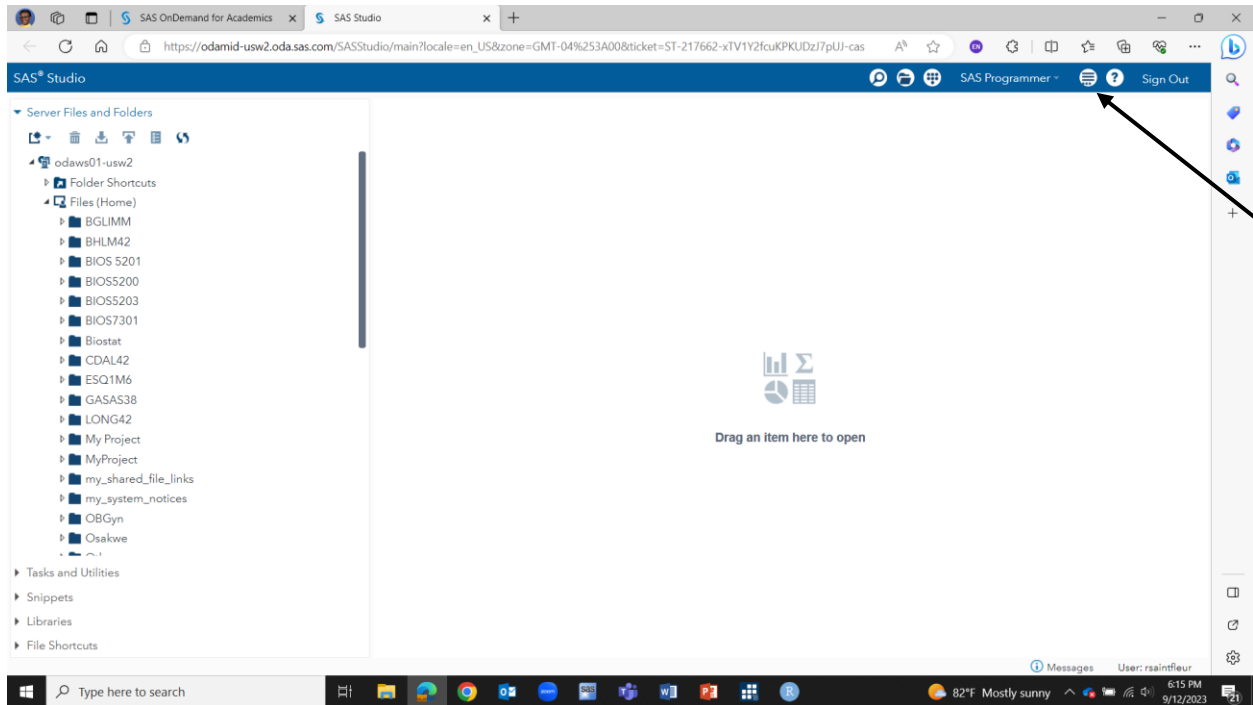 SAS OnDemand for Academics
SAS Studio
https://odamid-usw2.oda.sas.com/SASStudio/main?locale=en_US&zone=GMT-04%253A00&ticket=ST-217662-xTV1Y2fcuKPKUDzJ7pUJ-cas
SAS® Studio
SAS Programmer
Sign Out
Server Files and Folders
odaws01-usw2
Folder Shortcuts
Files (Home)
BGLIMM
BHLM42
BIOS 5201
BIOS5200
BIOS5203
BIOS7301
Biostat
CDAL42
ESQ1M6
GASAS38
LONG42
My Project
MyProject
my_shared_file_links
my_system_notices
OBGyn
Osakwe
Tasks and Utilities
Snippets
Libraries
File Shortcuts
Drag an item here to open
Messages
User: rsaintfleur
Type here to search
82°F Mostly sunny
6:15 PM
9/12/2023
21